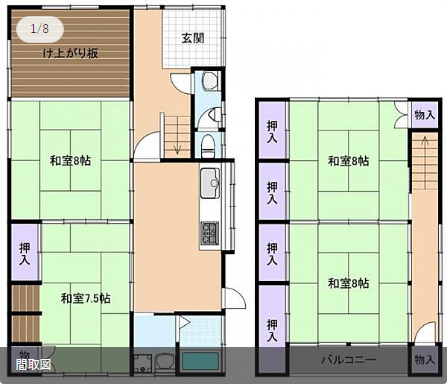 1/8
け上がり板
玄関
和室8帖
押入
和室7.5帖
物
間取図
押入
物入
和室8帖
押入
押入
和室8帖
押入
バルコニー
物入